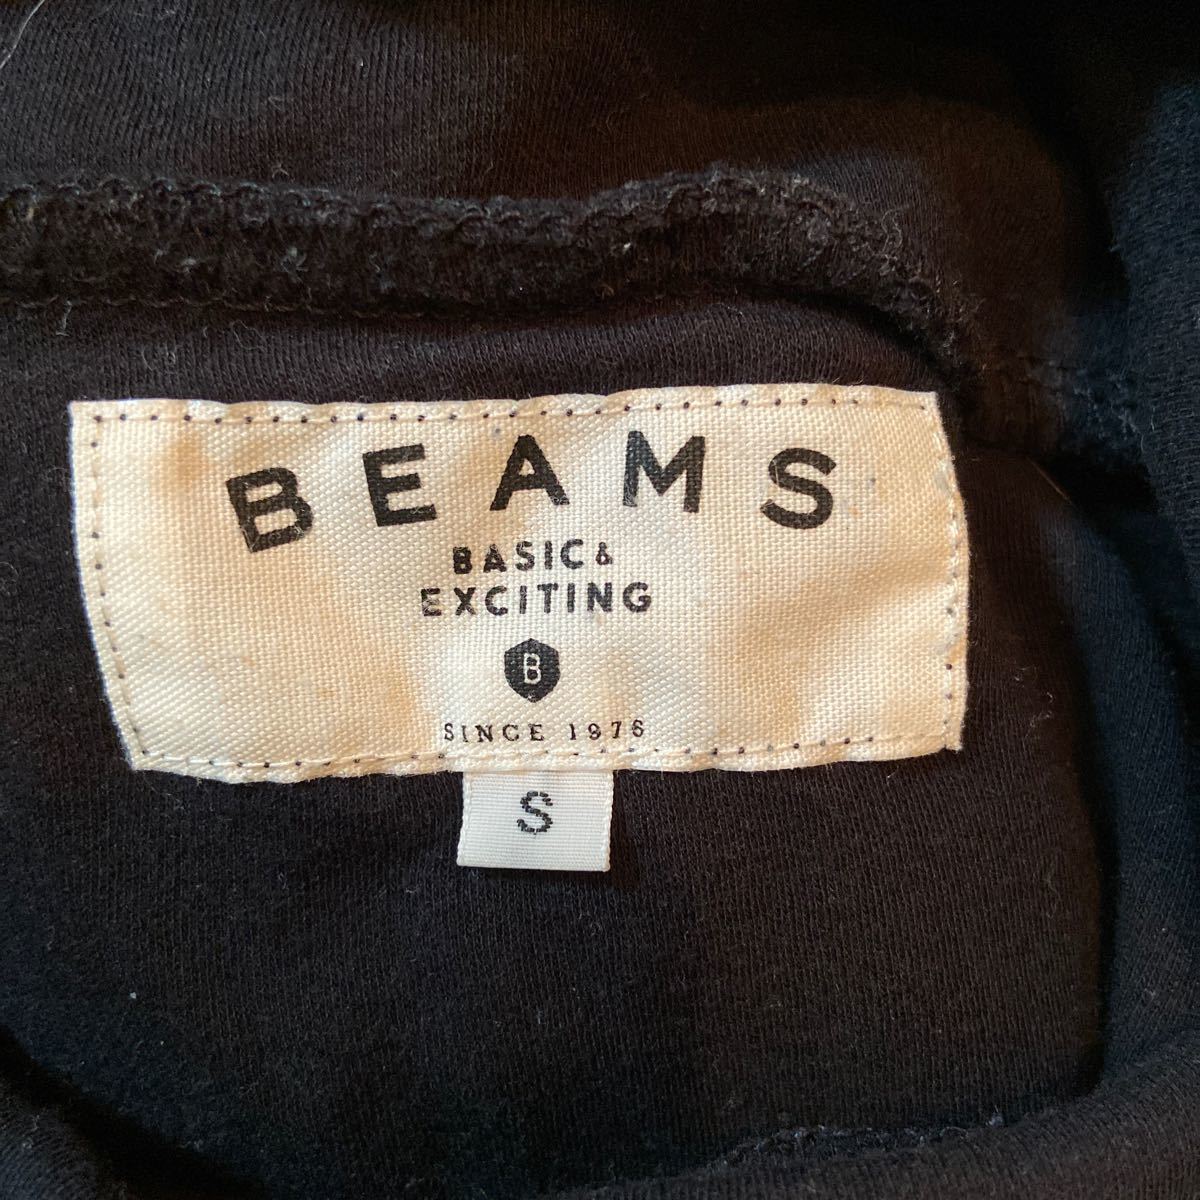 BEAMS
BASIC &
EXCITING
B
SINCE 1976
S